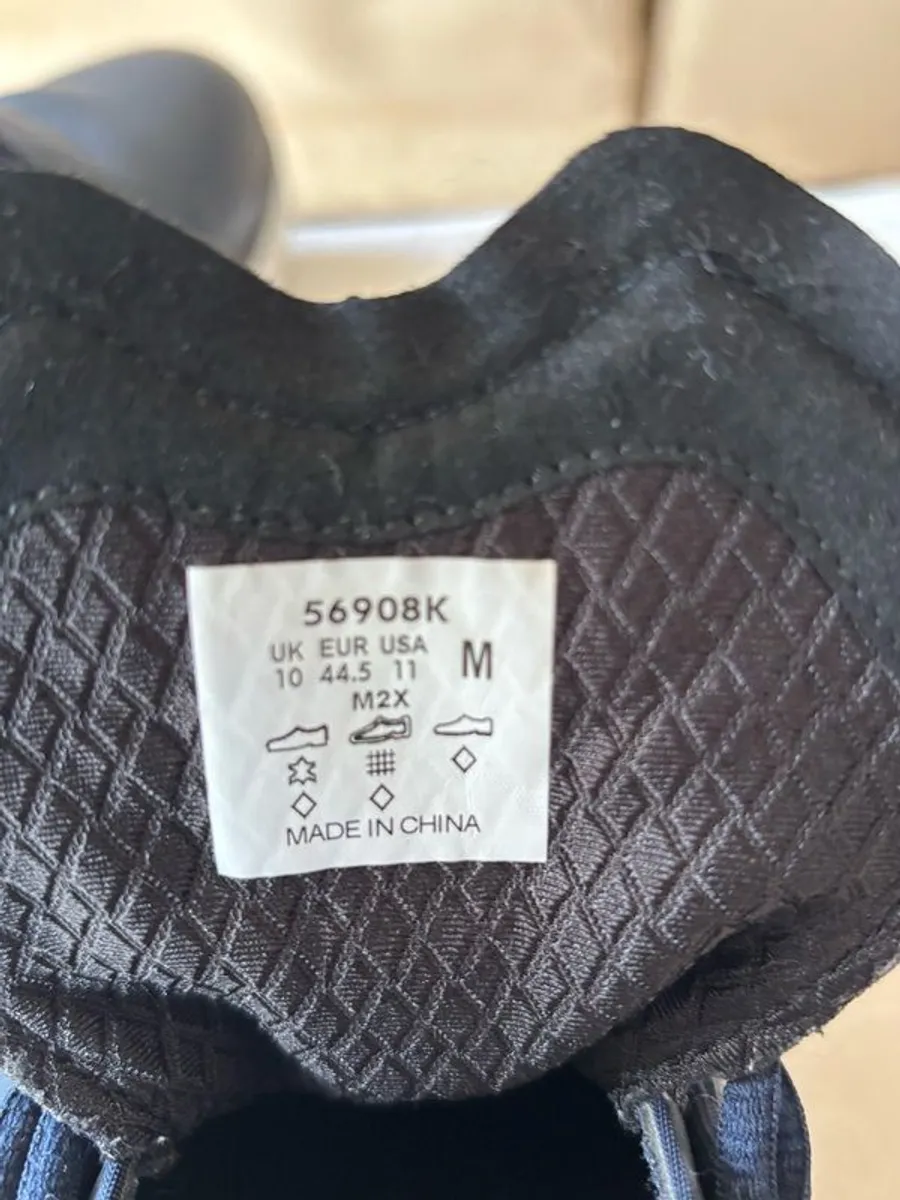 56908K
UK EUR USA M
10 44.5 11
M2X
MADE IN CHINA